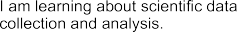 I am learning about scientific data
collection and analysis.